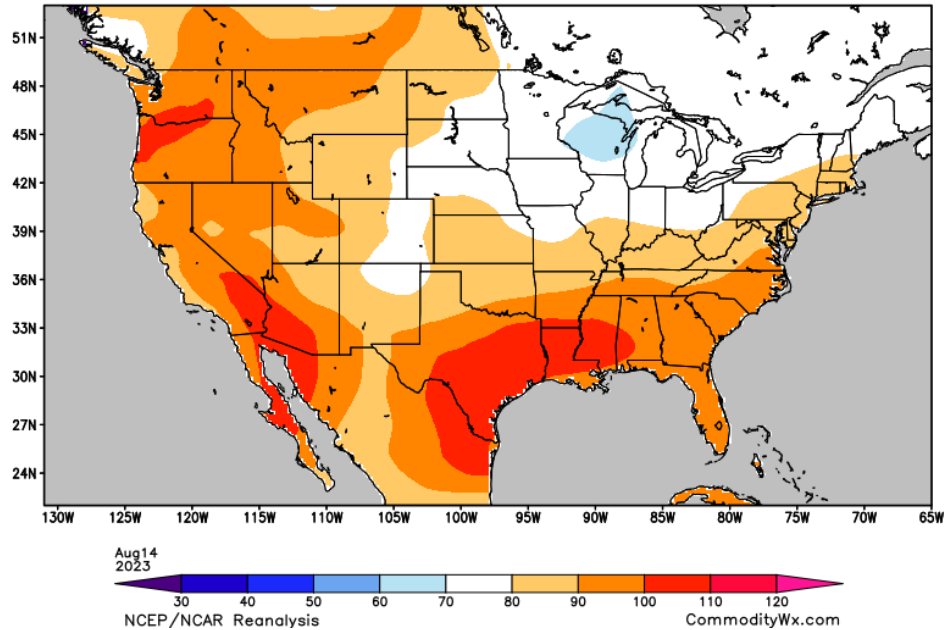 51N
48N
45N
42N
39N
36N
33N
30N
27N
24N
130W 125W 120W 115W 110W 105W 100W 95W 90W 85W 80W 75W 70W 65W
Aug14
2023
30 40 50 60 70 80 90 100 110 120
NCEP/NCAR Reanalysis CommodityWx.com